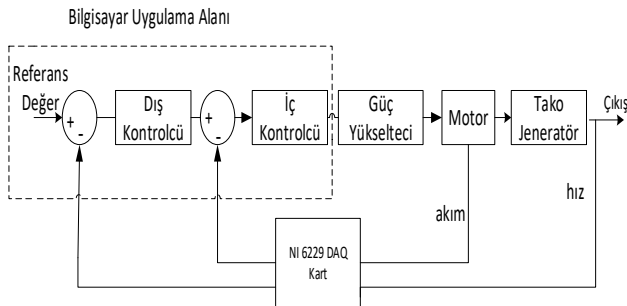 Bilgisayar Uygulama Alanı
Referans
Değer
+
-
Dış
Kontrolcü
+
-
İç
Kontrolcü
Güç
Yükselteci
Motor
Tako
Jeneratör
Çıkış
akım
hız
NI 6229 DAQ
Kart